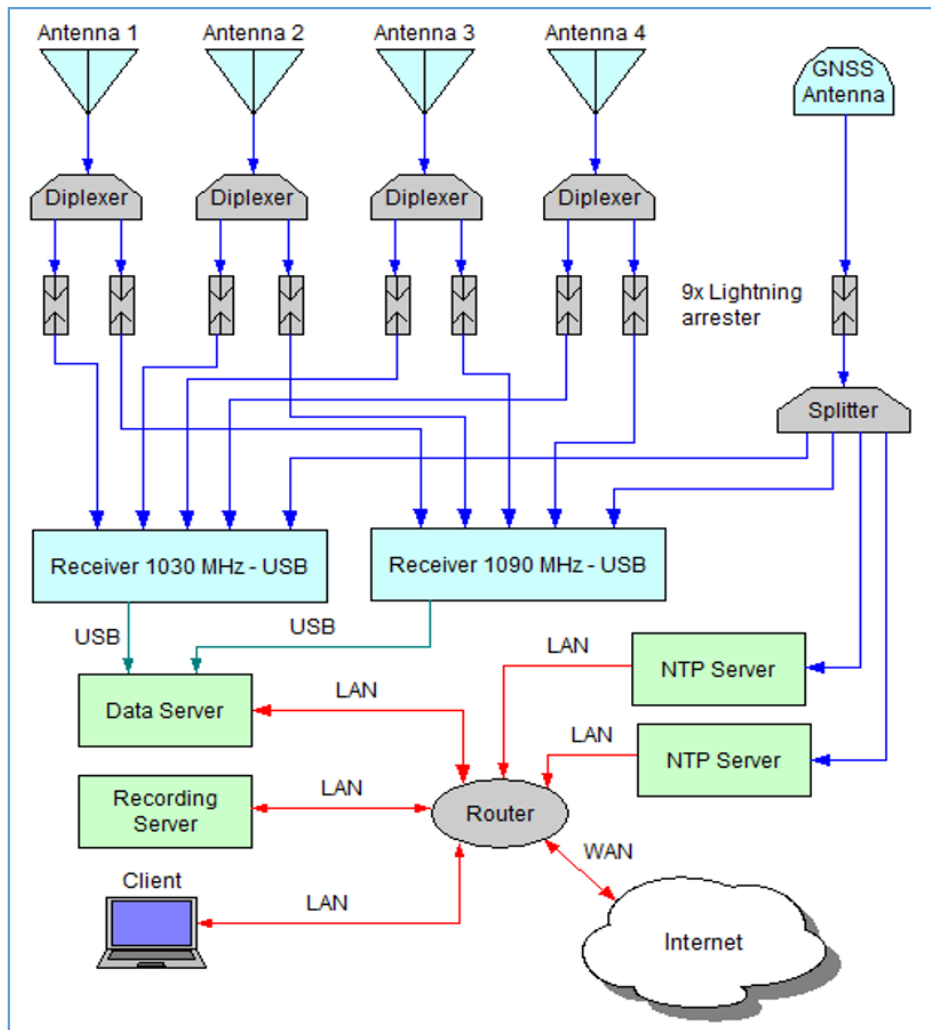 Antenna 1
Antenna 2
Antenna 3
Antenna 4
GNSS
Antenna
Diplexer
Diplexer
Diplexer
Diplexer
9x Lightning
arrester
Splitter
Receiver 1030 MHz - USB
Receiver 1090 MHz - USB
USB
USB
LAN
NTP Server
Data Server
LAN
LAN
NTP Server
Recording
Server
LAN
Router
WAN
Client
LAN
Internet